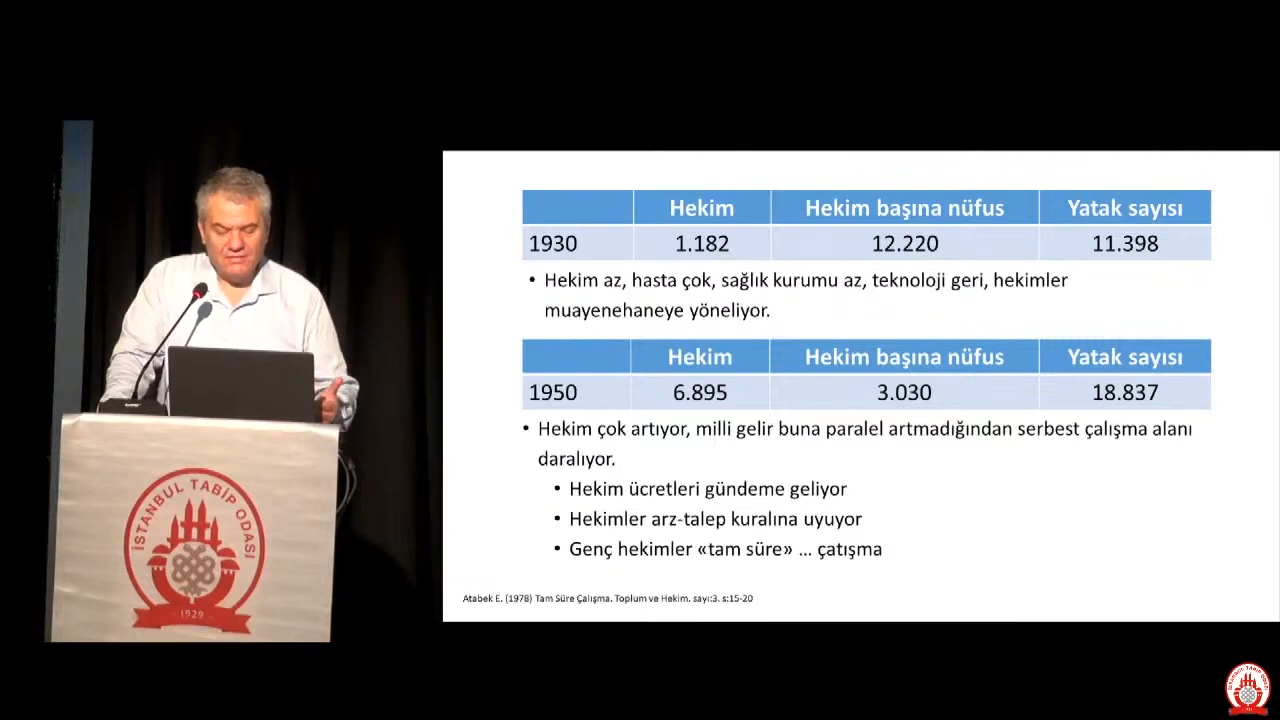 Hekim Hekim başına nüfus Yatak sayısı
1930 1.182 12.220 11.398
• Hekim az, hasta çok, sağlık kurumu az, teknoloji geri, hekimler
muayenehaneye yöneliyor.
Hekim Hekim başına nüfus Yatak sayısı
1950 6.895 3.030 18.837
• Hekim çok artıyor, milli gelir buna paralel artmadığından serbest çalışma alanı
daralıyor.
• Hekim ücretleri gündeme geliyor
• Hekimler arz-talep kuralına uyuyor
• Genç hekimler «tam süre» ... çatışma
Atabek E. (1978) Tam Süre Çalışma. Toplum ve Hekim. sayı:3. s:15-20
İSTANBUL TABİP ODASI
1929
İSTANBUL TABİP ODASI